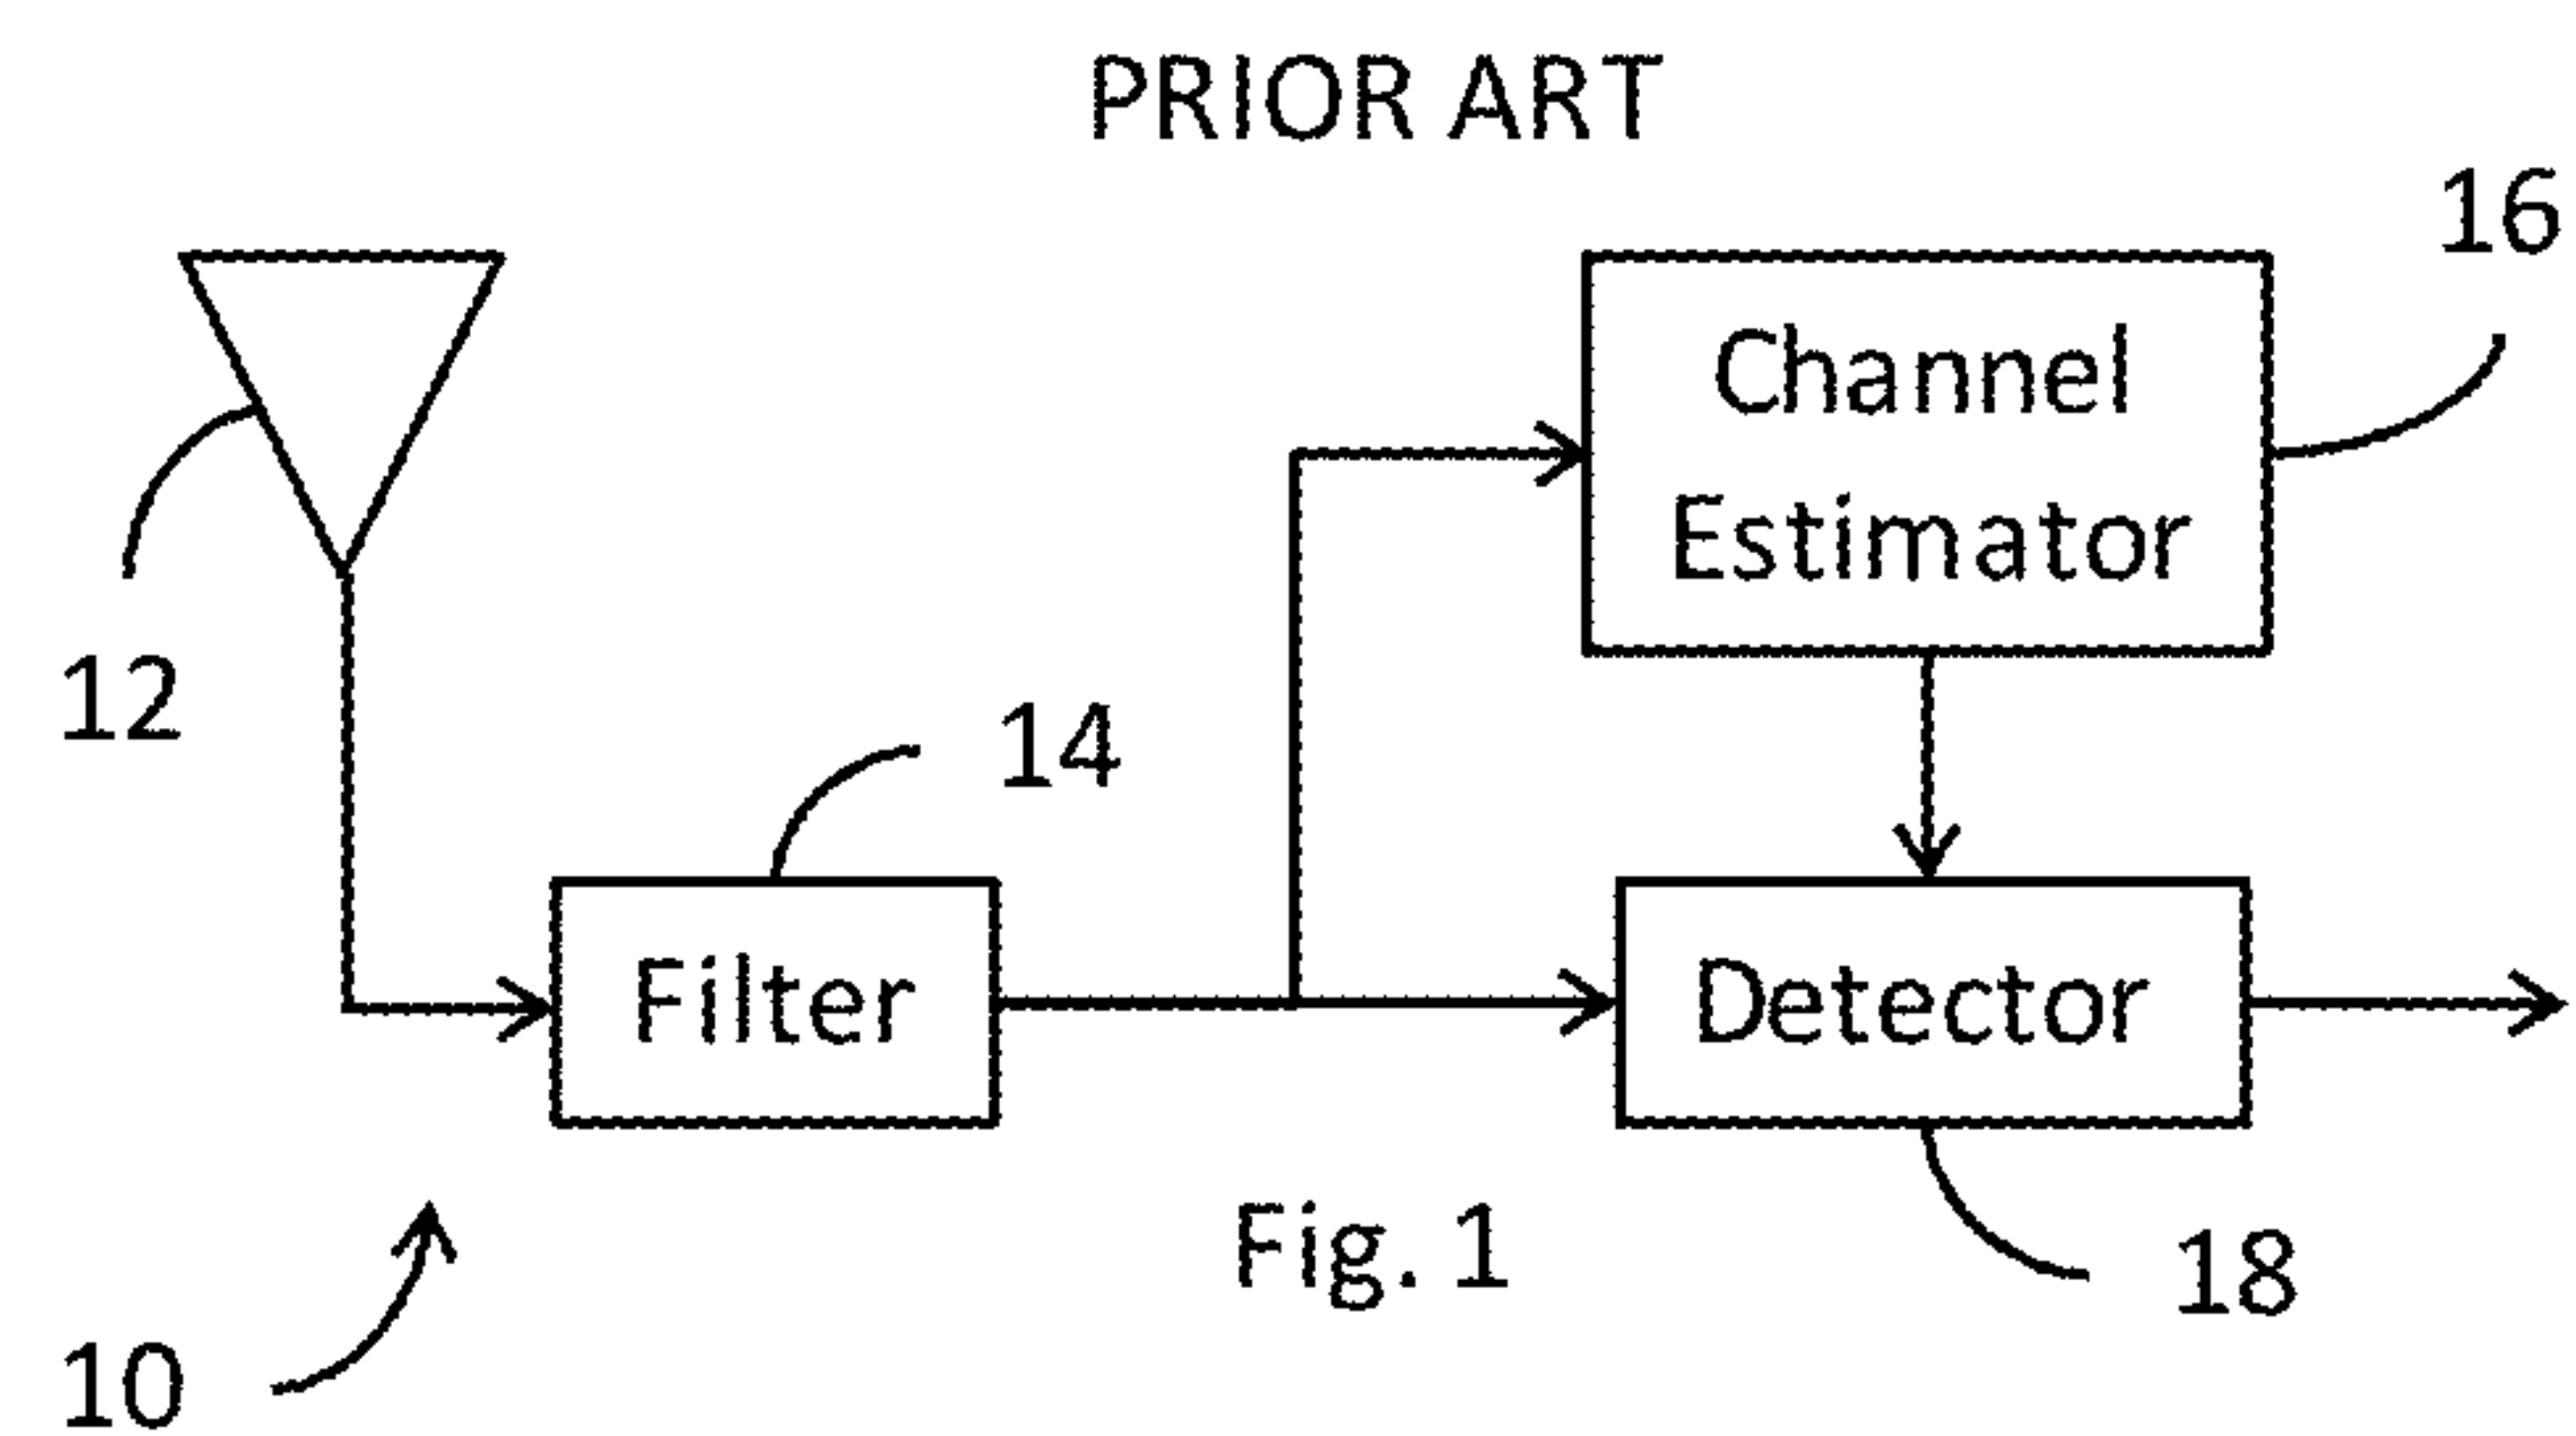 PRIOR ART
16
Channel
Estimator
12
14
Filter
Detector
Fig. 1
18
10